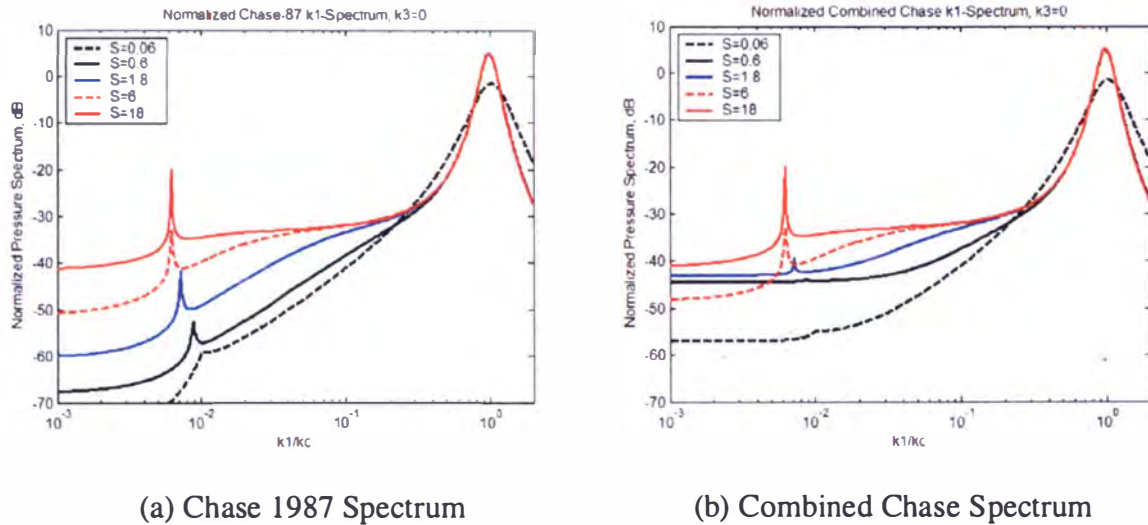 Normalized Chase-87 k1-Spectrum, k3=0
Normalized Pressure Spectrum, dB
10
0
-10
-20
-30
-40
-50
-60
-70
S=0.06
S=0.6
S=1.8
S=6
S=18
10^-3
10^-2
10^-1
10^0
k1/kc
(a) Chase 1987 Spectrum
Normalized Combined Chase k1-Spectrum, k3=0
Normalized Pressure Spectrum, dB
10
0
-10
-20
-30
-40
-50
-60
-70
S=0.06
S=0.6
S=1.8
S=6
S=18
10^-3
10^-2
10^-1
10^0
k1/kc
(b) Combined Chase Spectrum